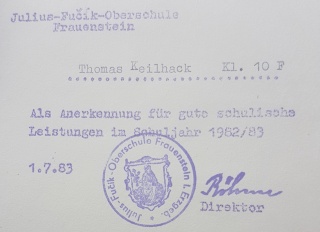 Julius-Fučík-Oberschule
Frauenstein
Thomas Keilhack Kl. 10 F
Als Anerkennung für gute schulische
Leistungen im Schuljahr 1982/83
1.7.83
Julius-Fučik-Oberschule Frauenstein i. Erzgeb.
Böhme
Direktor